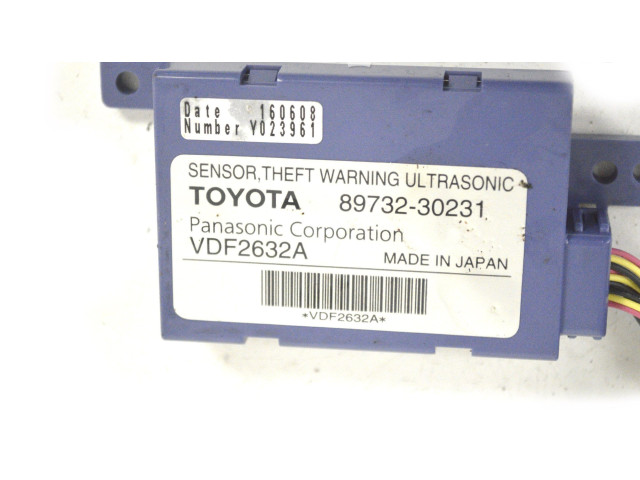 Date 160608
Number V023961
SENSOR,THEFT WARNING ULTRASONIC
TOYOTA 89732-30231
Panasonic Corporation
VDF2632A MADE IN JAPAN
*VDF2632A*